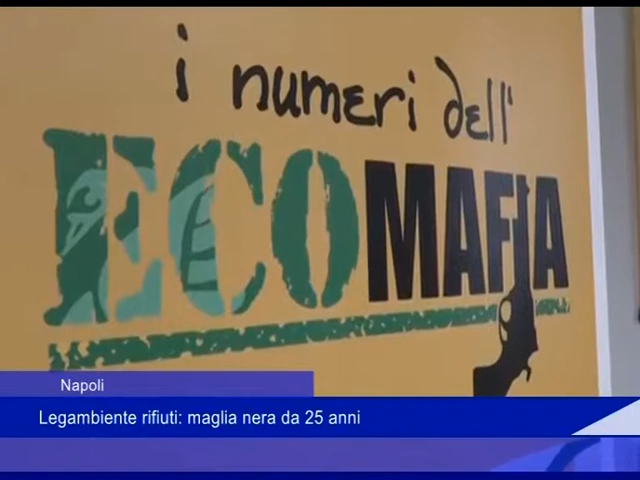 i numeri dell'
ECOMAFIA
Napoli
Legambiente rifiuti: maglia nera da 25 anni